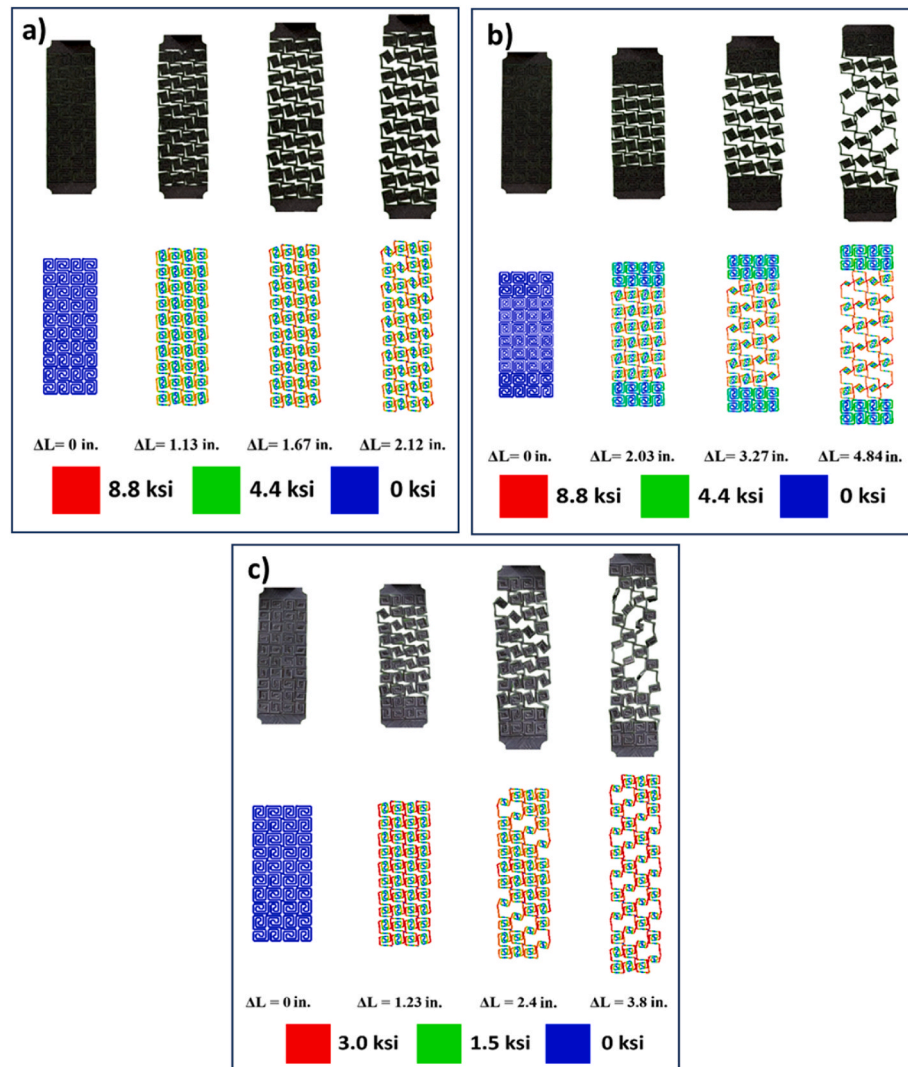 a)
ΔL= 0 in. ΔL= 1.13 in. ΔL= 1.67 in. ΔL= 2.12 in.
8.8 ksi 4.4 ksi 0 ksi
b)
ΔL= 0 in. ΔL= 2.03 in. ΔL= 3.27 in. ΔL= 4.84 in.
8.8 ksi 4.4 ksi 0 ksi
c)
ΔL = 0 in. ΔL = 1.23 in. ΔL = 2.4 in. ΔL = 3.8 in.
3.0 ksi 1.5 ksi 0 ksi